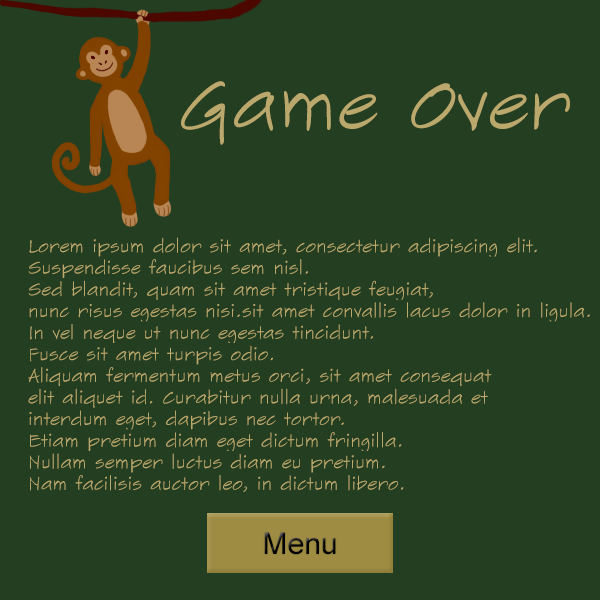 Game Over
Lorem ipsum dolor sit amet, consectetur adipiscing elit.
Suspendisse faucibus sem nisl.
Sed blandit, quam sit amet tristique feugiat,
nunc risus egestas nisi.sit amet convallis lacus dolor in ligula.
In vel neque ut nunc egestas tincidunt.
Fusce sit amet turpis odio.
Aliquam fermentum metus orci, sit amet consequat
elit aliquet id. Curabitur nulla urna, malesuada et
interdum eget, dapibus nec tortor.
Etiam pretium diam eget dictum fringilla.
Nullam semper luctus diam eu pretium.
Nam facilisis auctor leo, in dictum libero.
Menu